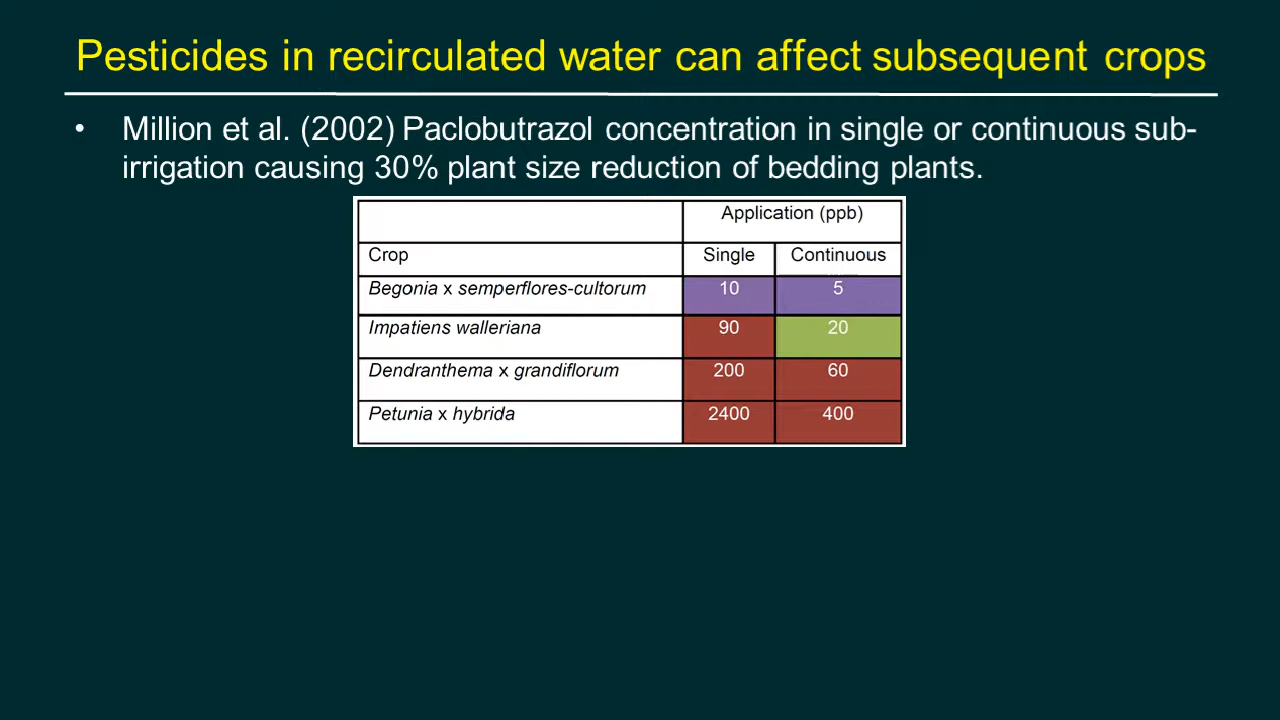 Pesticides in recirculated water can affect subsequent crops
• Million et al. (2002) Paclobutrazol concentration in single or continuous sub-
irrigation causing 30% plant size reduction of bedding plants.
Application (ppb)
Crop Single Continuous
Begonia x semperflores-cultorum 10 5
Impatiens walleriana 90 20
Dendranthema x grandiflorum 200 60
Petunia x hybrida 2400 400